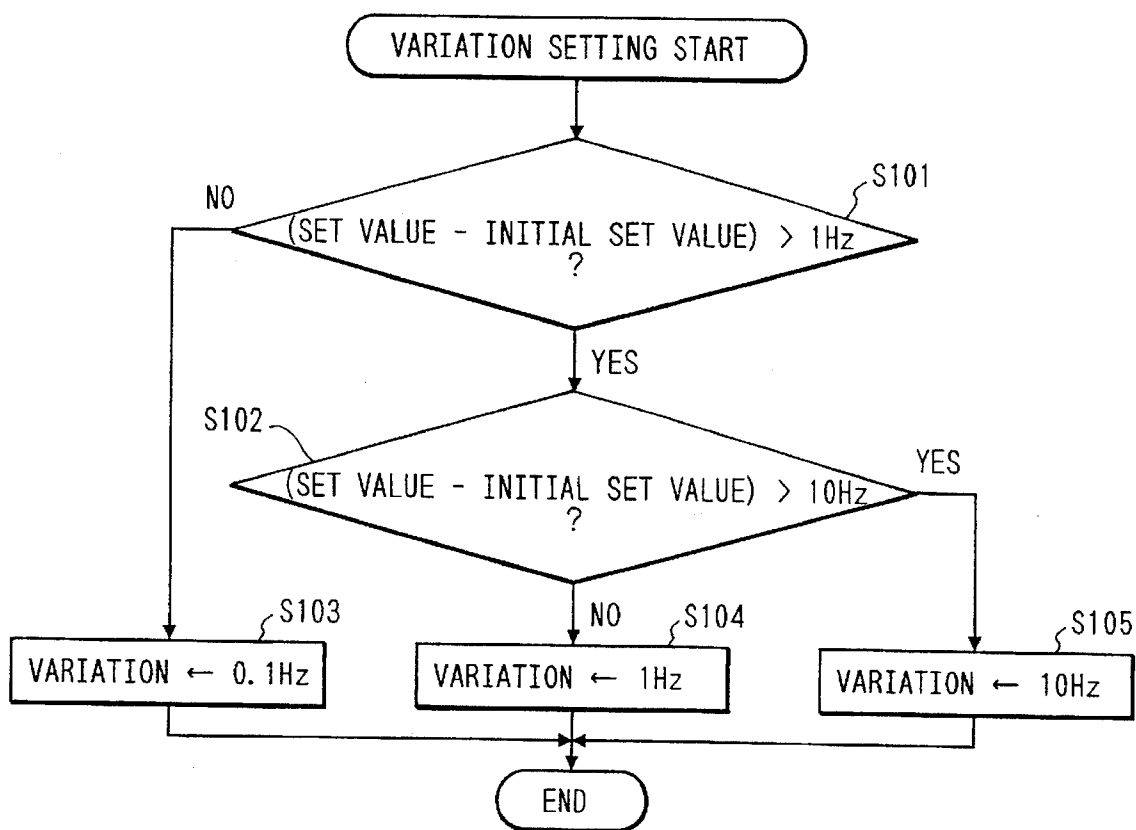 VARIATION SETTING START
S101
NO
(SET VALUE - INITIAL SET VALUE) > 1Hz
?
YES
S102
YES
(SET VALUE - INITIAL SET VALUE) > 10Hz
?
NO
S103
S104
S105
VARIATION ← 0.1Hz
VARIATION ← 1Hz
VARIATION ← 10Hz
END